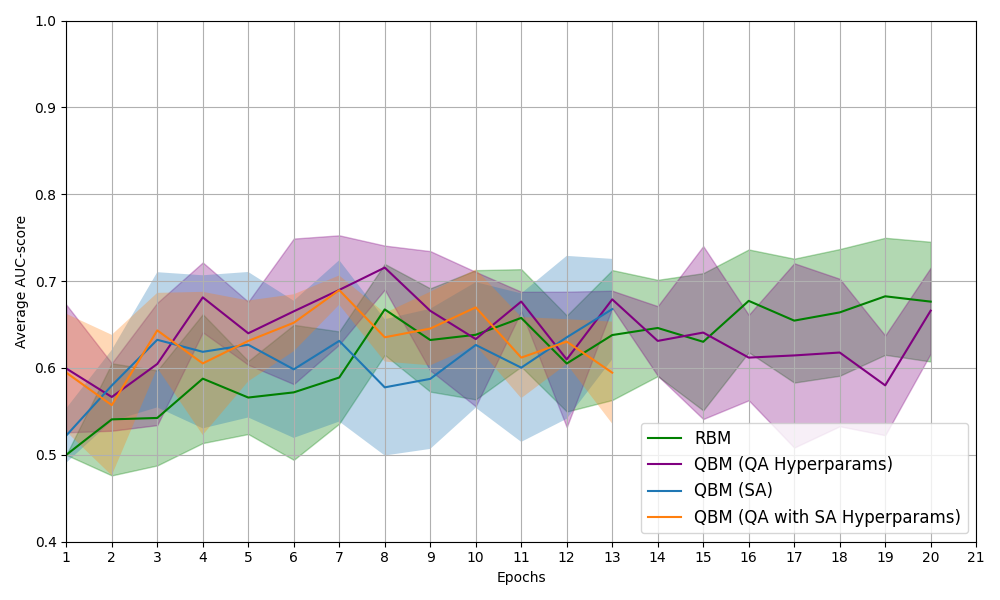 1.0
0.9
0.8
0.7
0.6
0.5
0.4
Average AUc-score
RBM
QBM (QA Hyperparams)
QBM (SA)
QBM (QA with SA Hyperparams)
1 2 3 4 5 6 7 8 9 10 11 12 13 14 15 16 17 18 19 20 21
Epochs